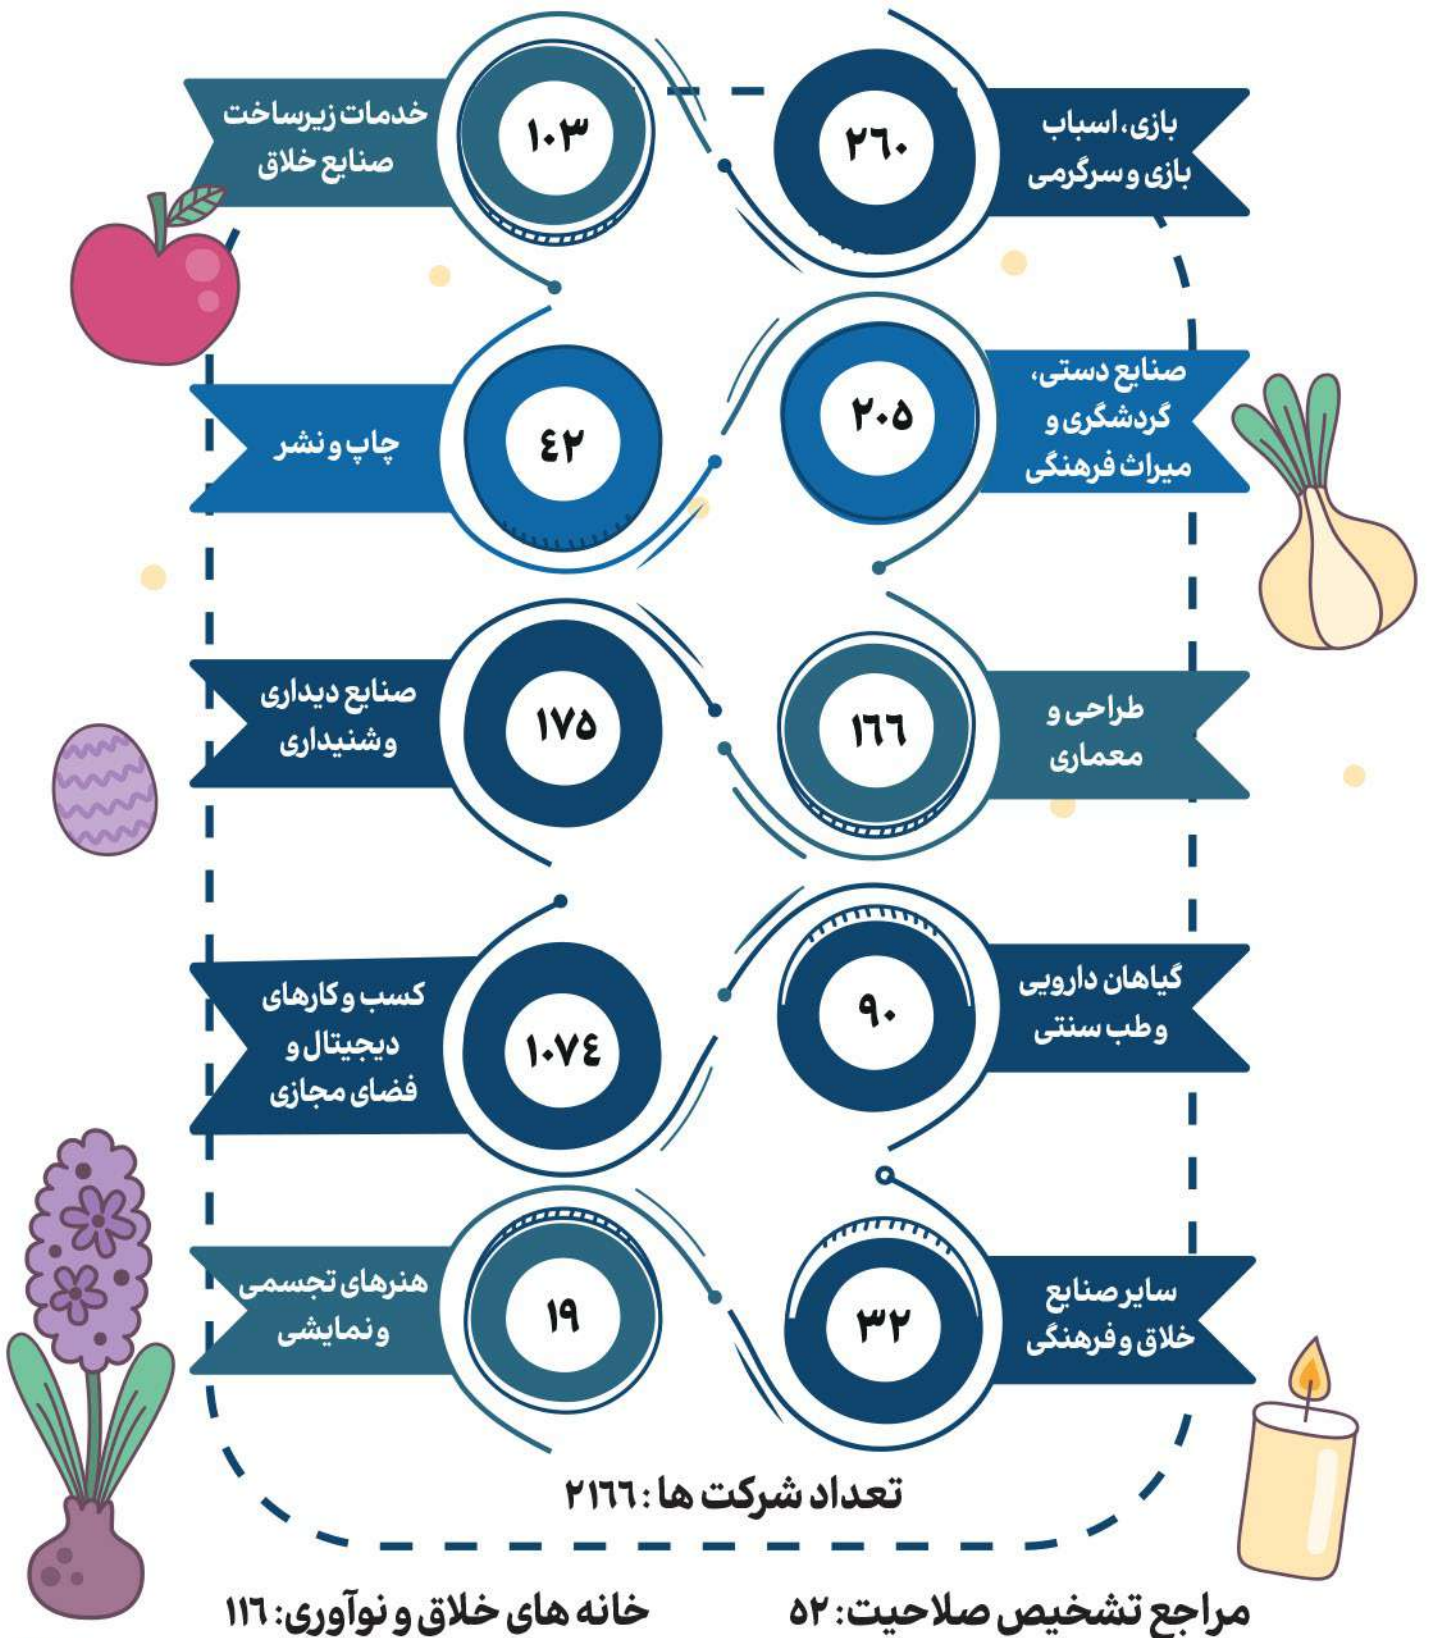 بازی، اسباب
بازی و سرگرمی
۲۶۰
خدمات زیرساخت
صنایع خلاق
۱۰۳
صنایع دستی،
گردشگری و
میراث فرهنگی
۲۰۵
چاپ و نشر
۴۲
طراحی و
معماری
۱۶۶
صنایع دیداری
و شنیداری
۱۷۵
گیاهان دارویی
و طب سنتی
۹۰
کسب و کارهای
دیجیتال و
فضای مجازی
۱۰۷۴
سایر صنایع
خلاق و فرهنگی
۳۲
هنرهای تجسمی
و نمایشی
۱۹
تعداد شرکت ها : ۲۱۶۶
مراجع تشخیص صلاحیت: ۵۲
خانه های خلاق و نوآوری: ۱۱۶